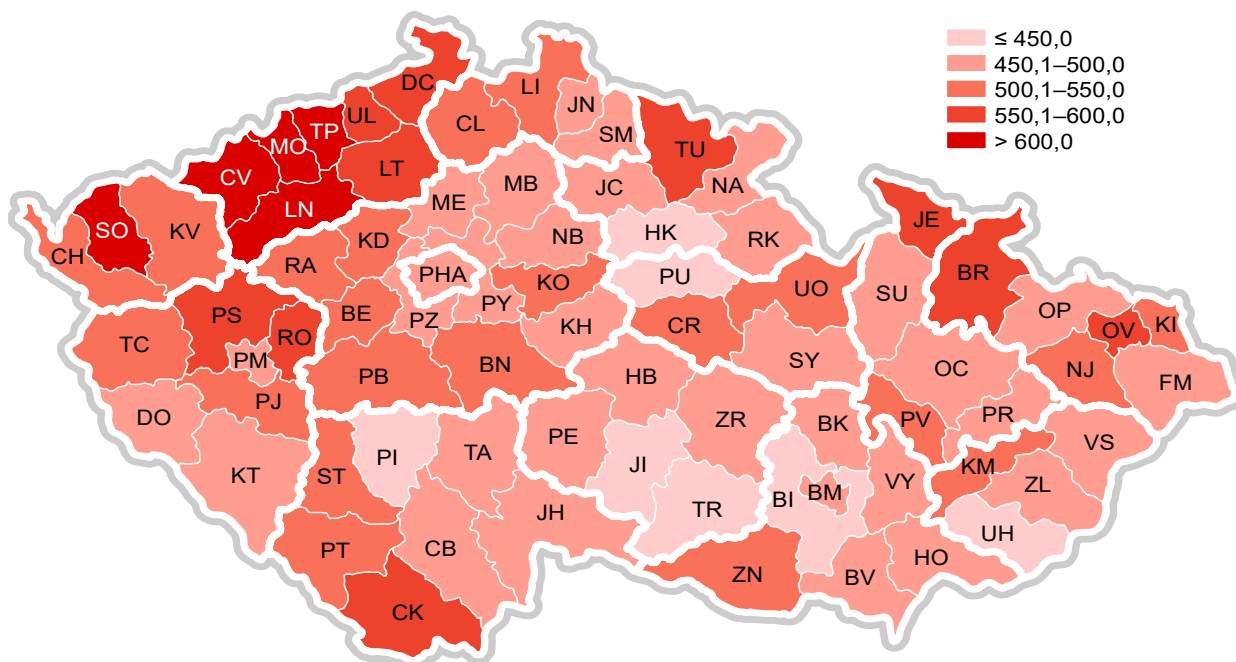 ≤ 450,0
450,1–500,0
500,1–550,0
550,1–600,0
> 600,0
DC
LI
JN
UL
TP
CL
SM
MO
TU
LT
CV
MB
JC
NA
ME
LN
SO
KV
HK
RK
NB
KD
CH
RA
JE
PHA
PU
BR
KO
UO
SU
PY
OP
PS
BE
PZ
KH
CR
OV
KI
RO
TC
PM
SY
OC
NJ
BN
PB
HB
FM
PJ
DO
PR
ZR
BK
PV
VS
PE
TA
PI
JI
KM
KT
ST
VY
ZL
BI
BM
TR
JH
UH
PT
CB
HO
ZN
BV
CK